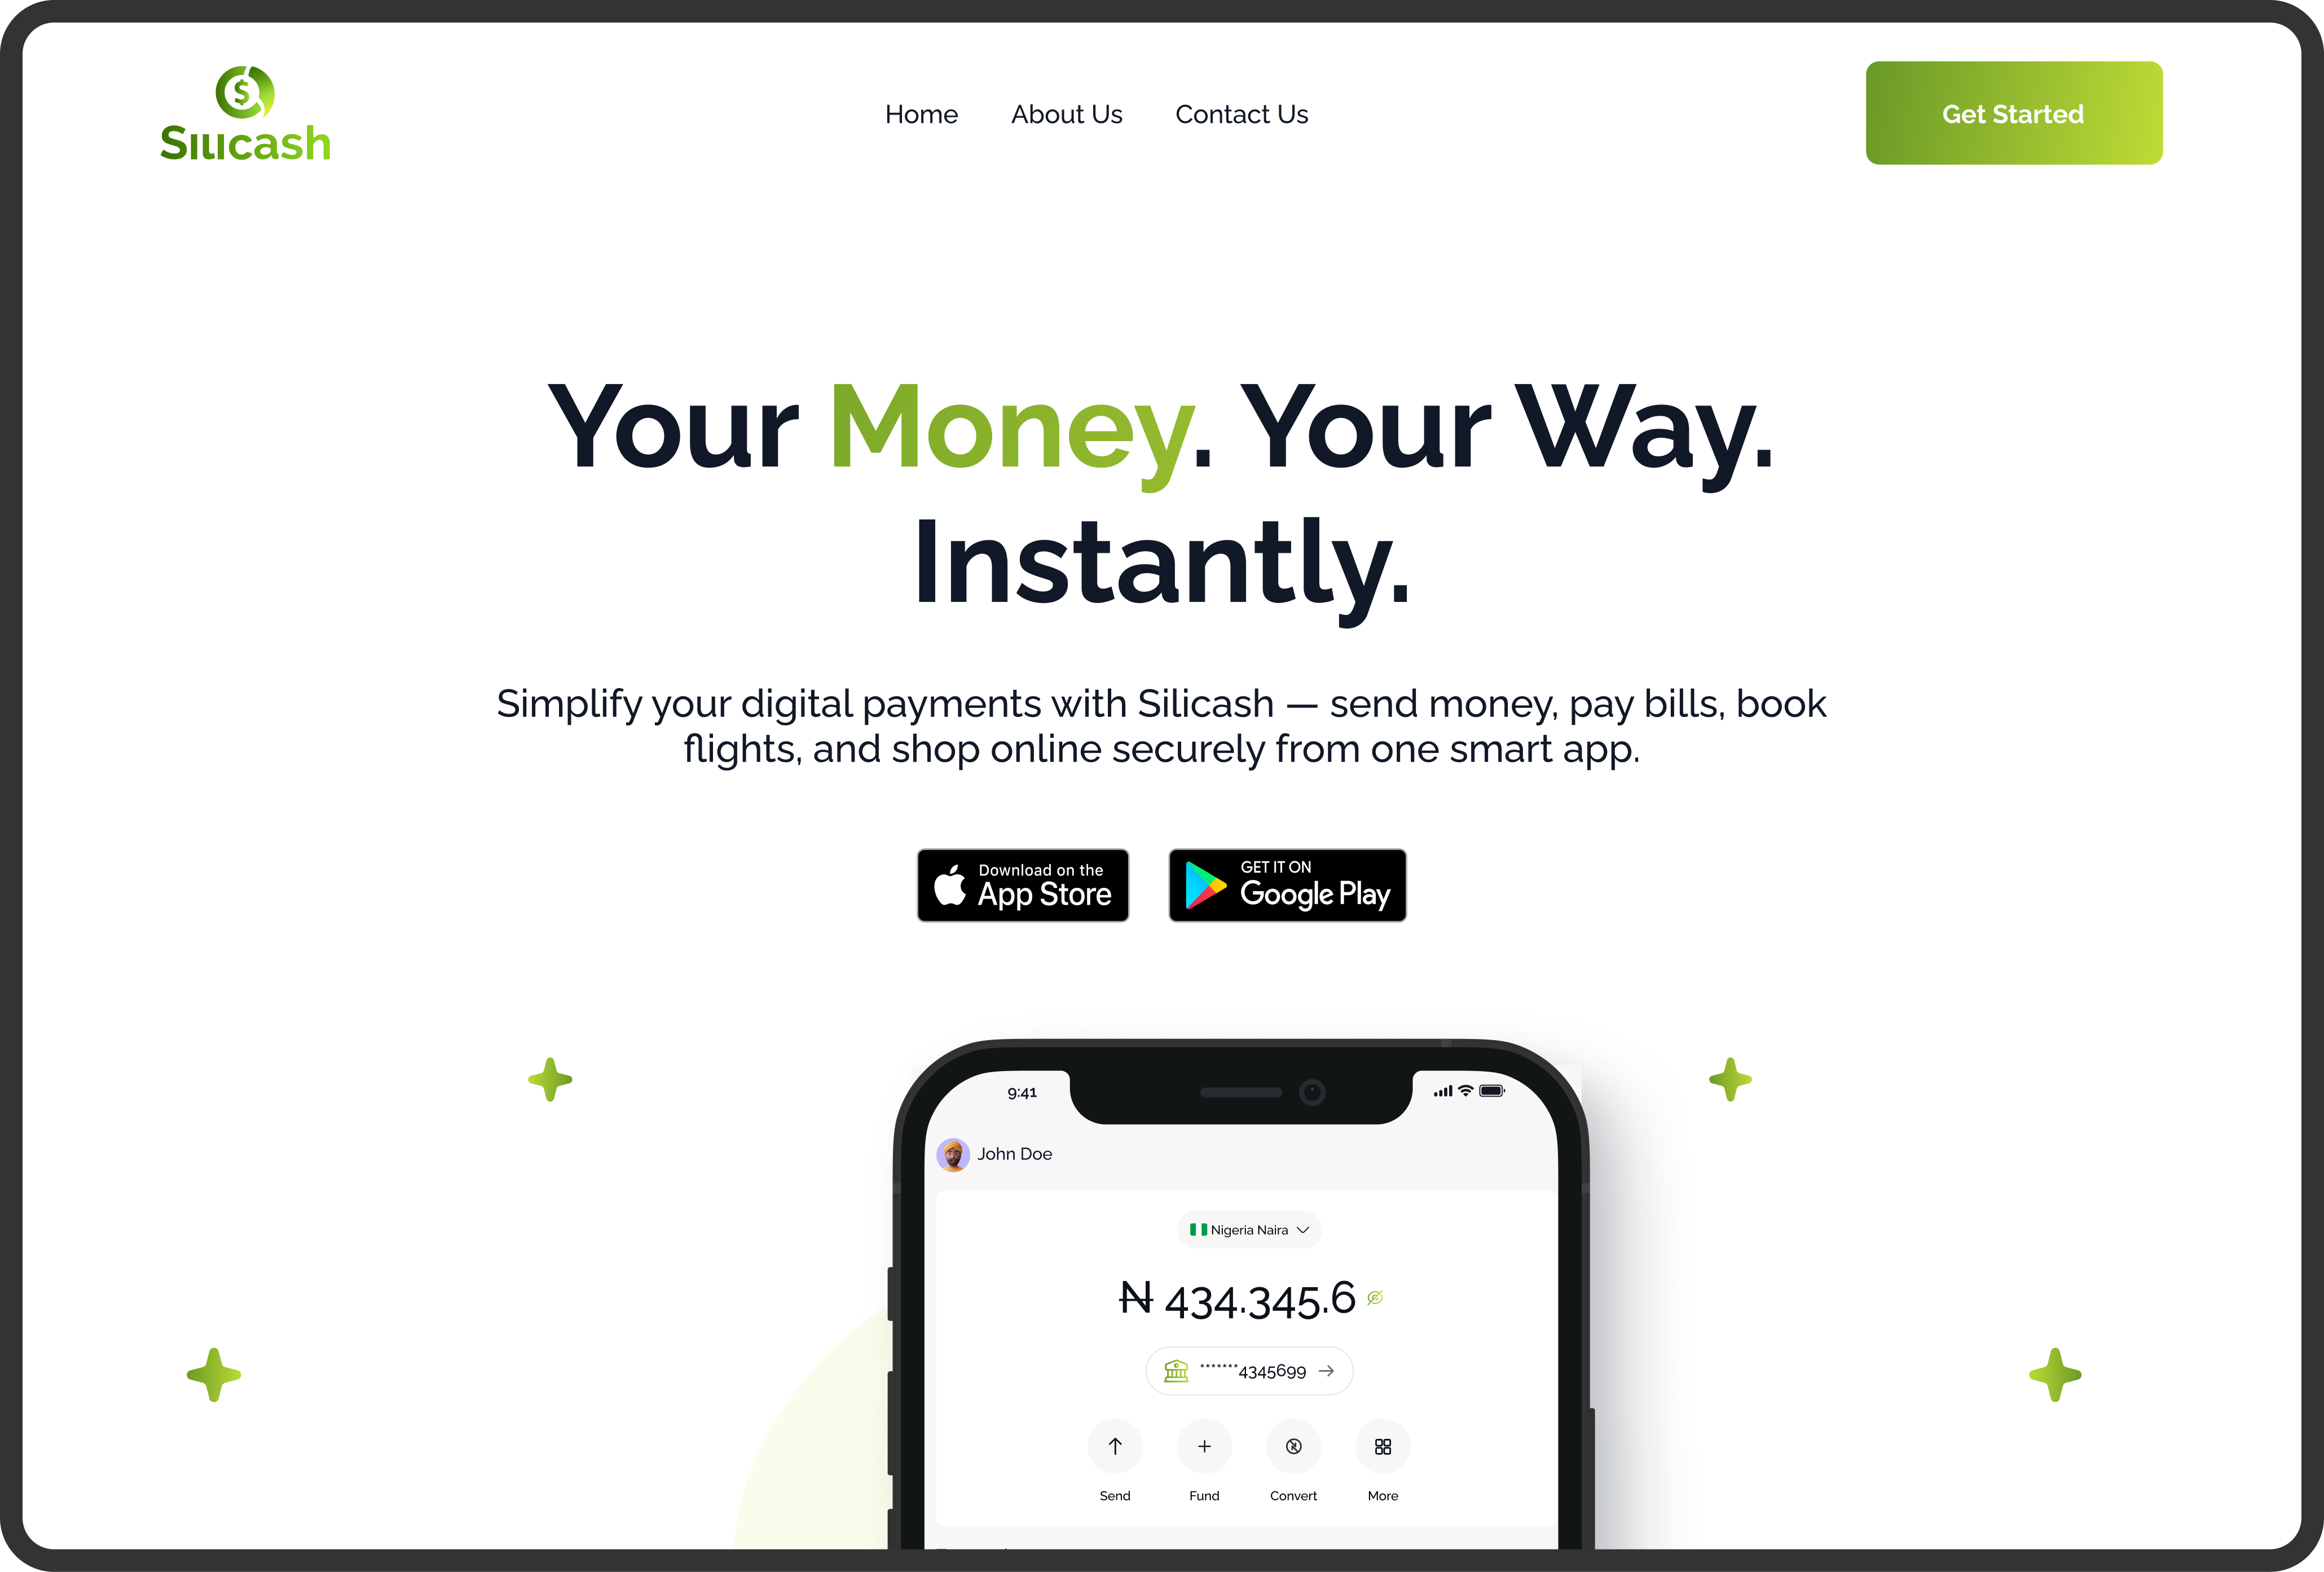 Silicash
Home About Us Contact Us
Get Started
Your Money. Your Way.
Instantly.
Simplify your digital payments with Silicash — send money, pay bills, book
flights, and shop online securely from one smart app.
Download on the
App Store
GET IT ON
Google Play
9:41
John Doe
Nigeria Naira
₦ 434.345.6
*******4345699
Send Fund Convert More